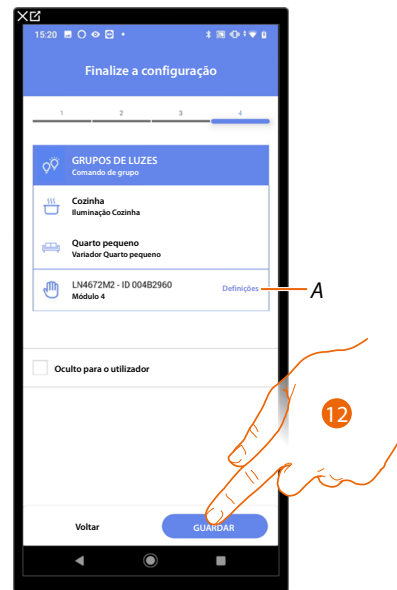 15:20
Finalize a configuração
1 2 3 4
GRUPOS DE LUZES
Comando de grupo
Cozinha
Iluminação Cozinha
Quarto pequeno
Variador Quarto pequeno
LN4672M2 - ID 004B2960
Definições
Módulo 4
A
Oculto para o utilizador
12
Voltar
GUARDAR